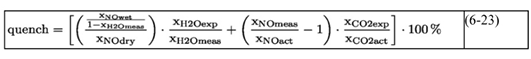 quench = [((x_NOwet / (1−x_H2Omeas)) / x_NOdry) · x_H2Oexp / x_H2Omeas + (x_NOmeas / x_NOact − 1) · x_CO2exp / x_CO2act] · 100 % (6-23)